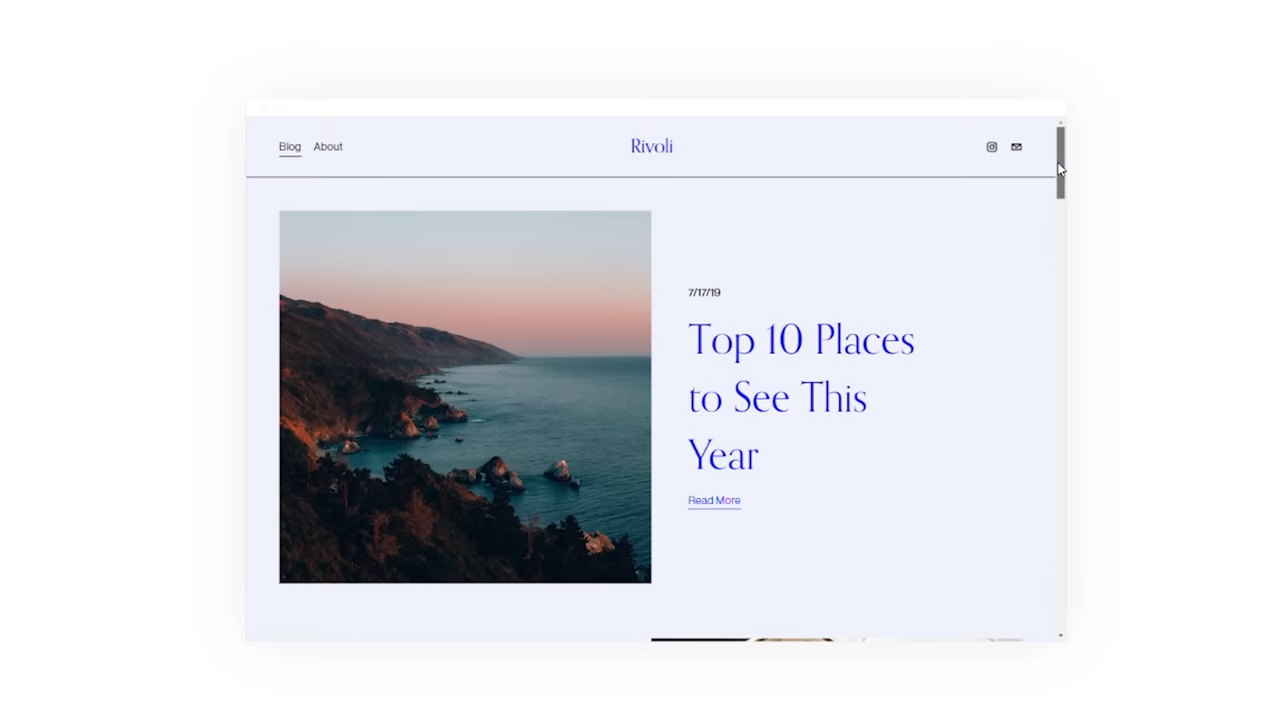 Blog About Rivoli
7/17/19
Top 10 Places
to See This
Year
Read More